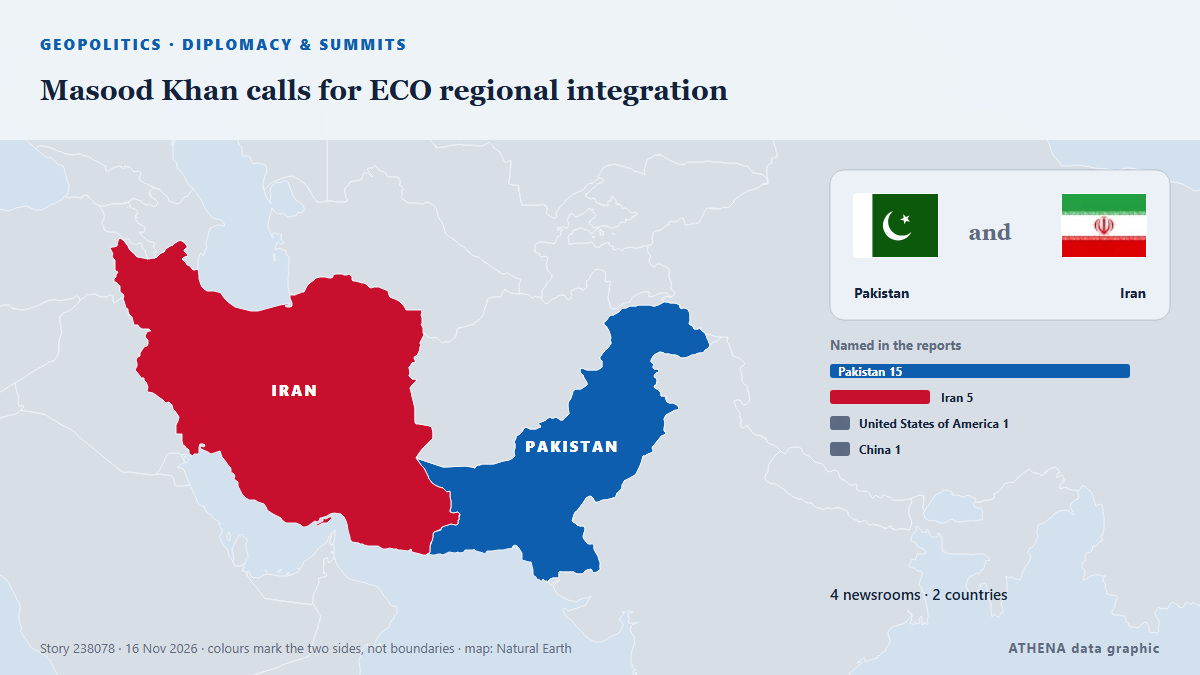 GEOPOLITICS · DIPLOMACY & SUMMITS
Masood Khan calls for ECO regional integration
and
Pakistan
Iran
Named in the reports
Pakistan 15
Iran 5
United States of America 1
China 1
IRAN
PAKISTAN
4 newsrooms · 2 countries
Story 238078 · 16 Nov 2026 · colours mark the two sides, not boundaries · map: Natural Earth
ATHENA data graphic